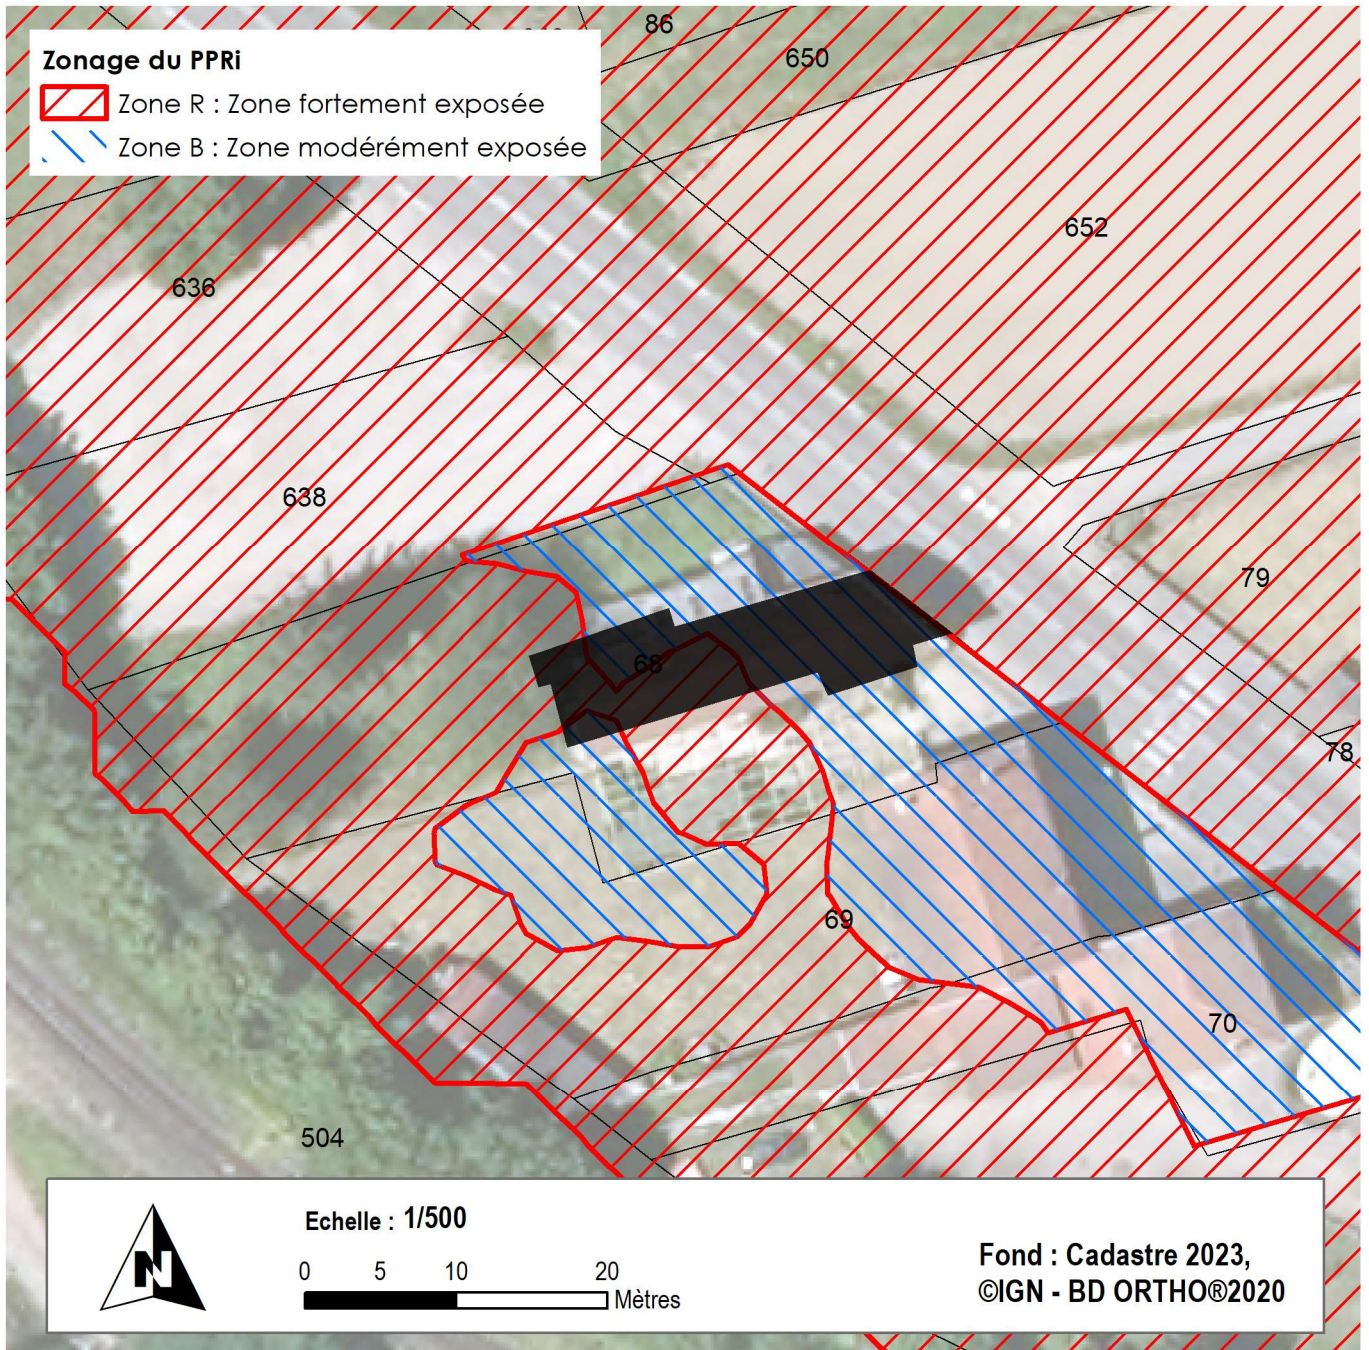 86
650
Zonage du PPRi
Zone R : Zone fortement exposée
Zone B : Zone modérément exposée
652
636
638
79
68
78
69
70
504
N
Echelle : 1/500
0 5 10 20
Mètres
Fond : Cadastre 2023,
©IGN - BD ORTHO®2020